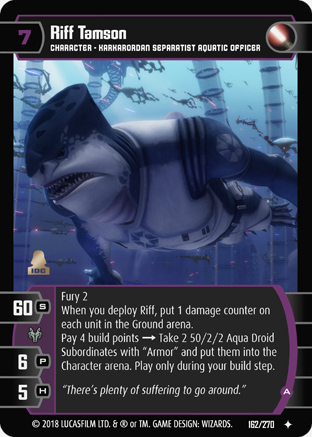 7
Riff Tamson
CHARACTER - KARKARODAN SEPARATIST AQUATIC OFFICER
IDC
60 S
6 P
5 H
Fury 2
When you deploy Riff, put 1 damage counter on
each unit in the Ground arena.
Pay 4 build points → Take 2 50/2/2 Aqua Droid
Subordinates with "Armor" and put them into the
Character arena. Play only during your build step.
"There's plenty of suffering to go around."
A
© 2018 LUCASFILM LTD. & ® or TM. GAME DESIGN: WIZARDS. 162/270